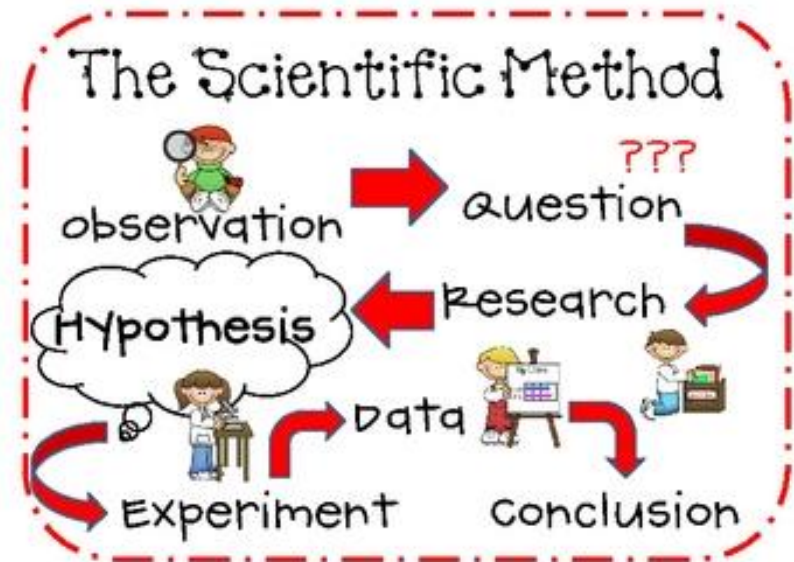 The Scientific Method
???
Observation
Question
Research
Hypothesis
Experiment
Data
Conclusion